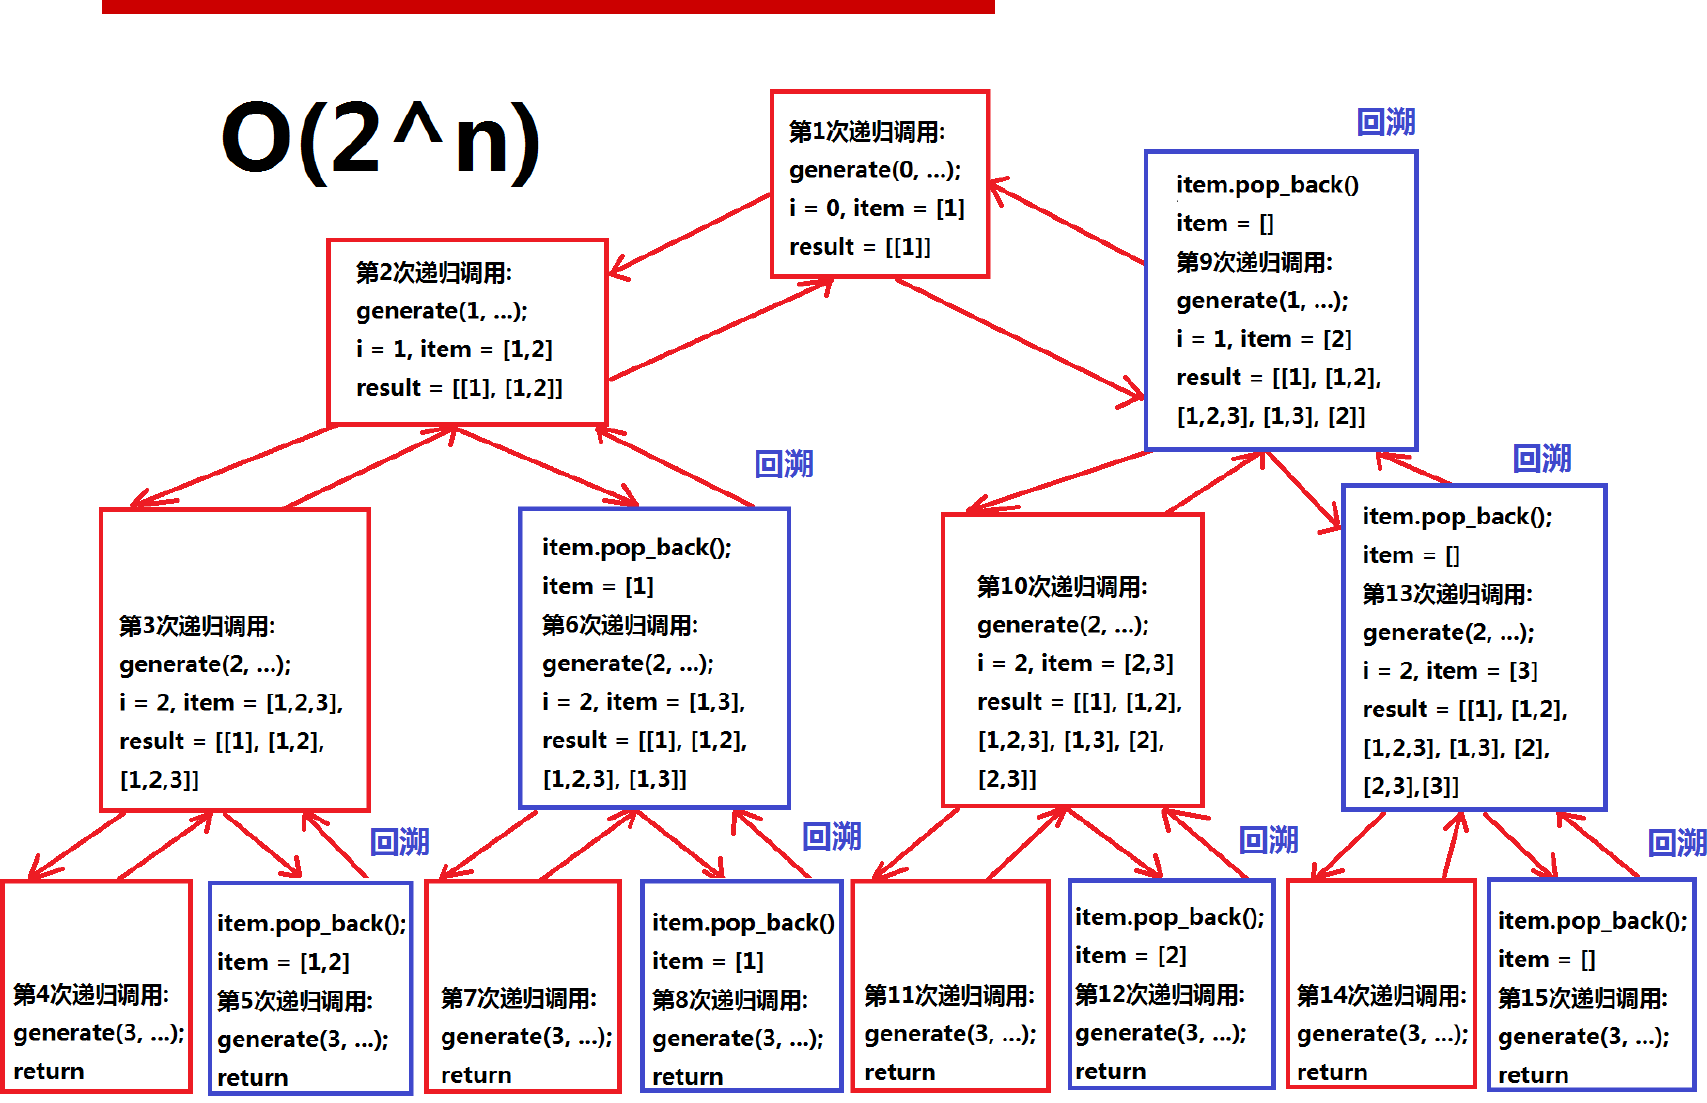 O(2^n)
第1次递归调用:
generate(0, ...);
i = 0, item = [1]
result = [[1]]
回溯
item.pop_back()
item = []
第9次递归调用:
generate(1, ...);
i = 1, item = [2]
result = [[1], [1,2],
[1,2,3], [1,3], [2]]
第2次递归调用:
generate(1, ...);
i = 1, item = [1,2]
result = [[1], [1,2]]
第3次递归调用:
generate(2, ...);
i = 2, item = [1,2,3],
result = [[1], [1,2],
[1,2,3]]
回溯
item.pop_back();
item = [1]
第6次递归调用:
generate(2, ...);
i = 2, item = [1,3],
result = [[1], [1,2],
[1,2,3], [1,3]]
第10次递归调用:
generate(2, ...);
i = 2, item = [2,3]
result = [[1], [1,2],
[1,2,3], [1,3], [2],
[2,3]]
回溯
item.pop_back();
item = []
第13次递归调用:
generate(2, ...);
i = 2, item = [3]
result = [[1], [1,2],
[1,2,3], [1,3], [2],
[2,3],[3]]
第4次递归调用:
generate(3, ...);
return
回溯
item.pop_back();
item = [1,2]
第5次递归调用:
generate(3, ...);
return
第7次递归调用:
generate(3, ...);
return
回溯
item.pop_back()
item = [1]
第8次递归调用:
generate(3, ...);
return
第11次递归调用:
generate(3, ...);
return
回溯
item.pop_back();
item = [2]
第12次递归调用:
generate(3, ...);
return
第14次递归调用:
generate(3, ...);
return
回溯
item.pop_back();
item = []
第15次递归调用:
generate(3, ...);
return